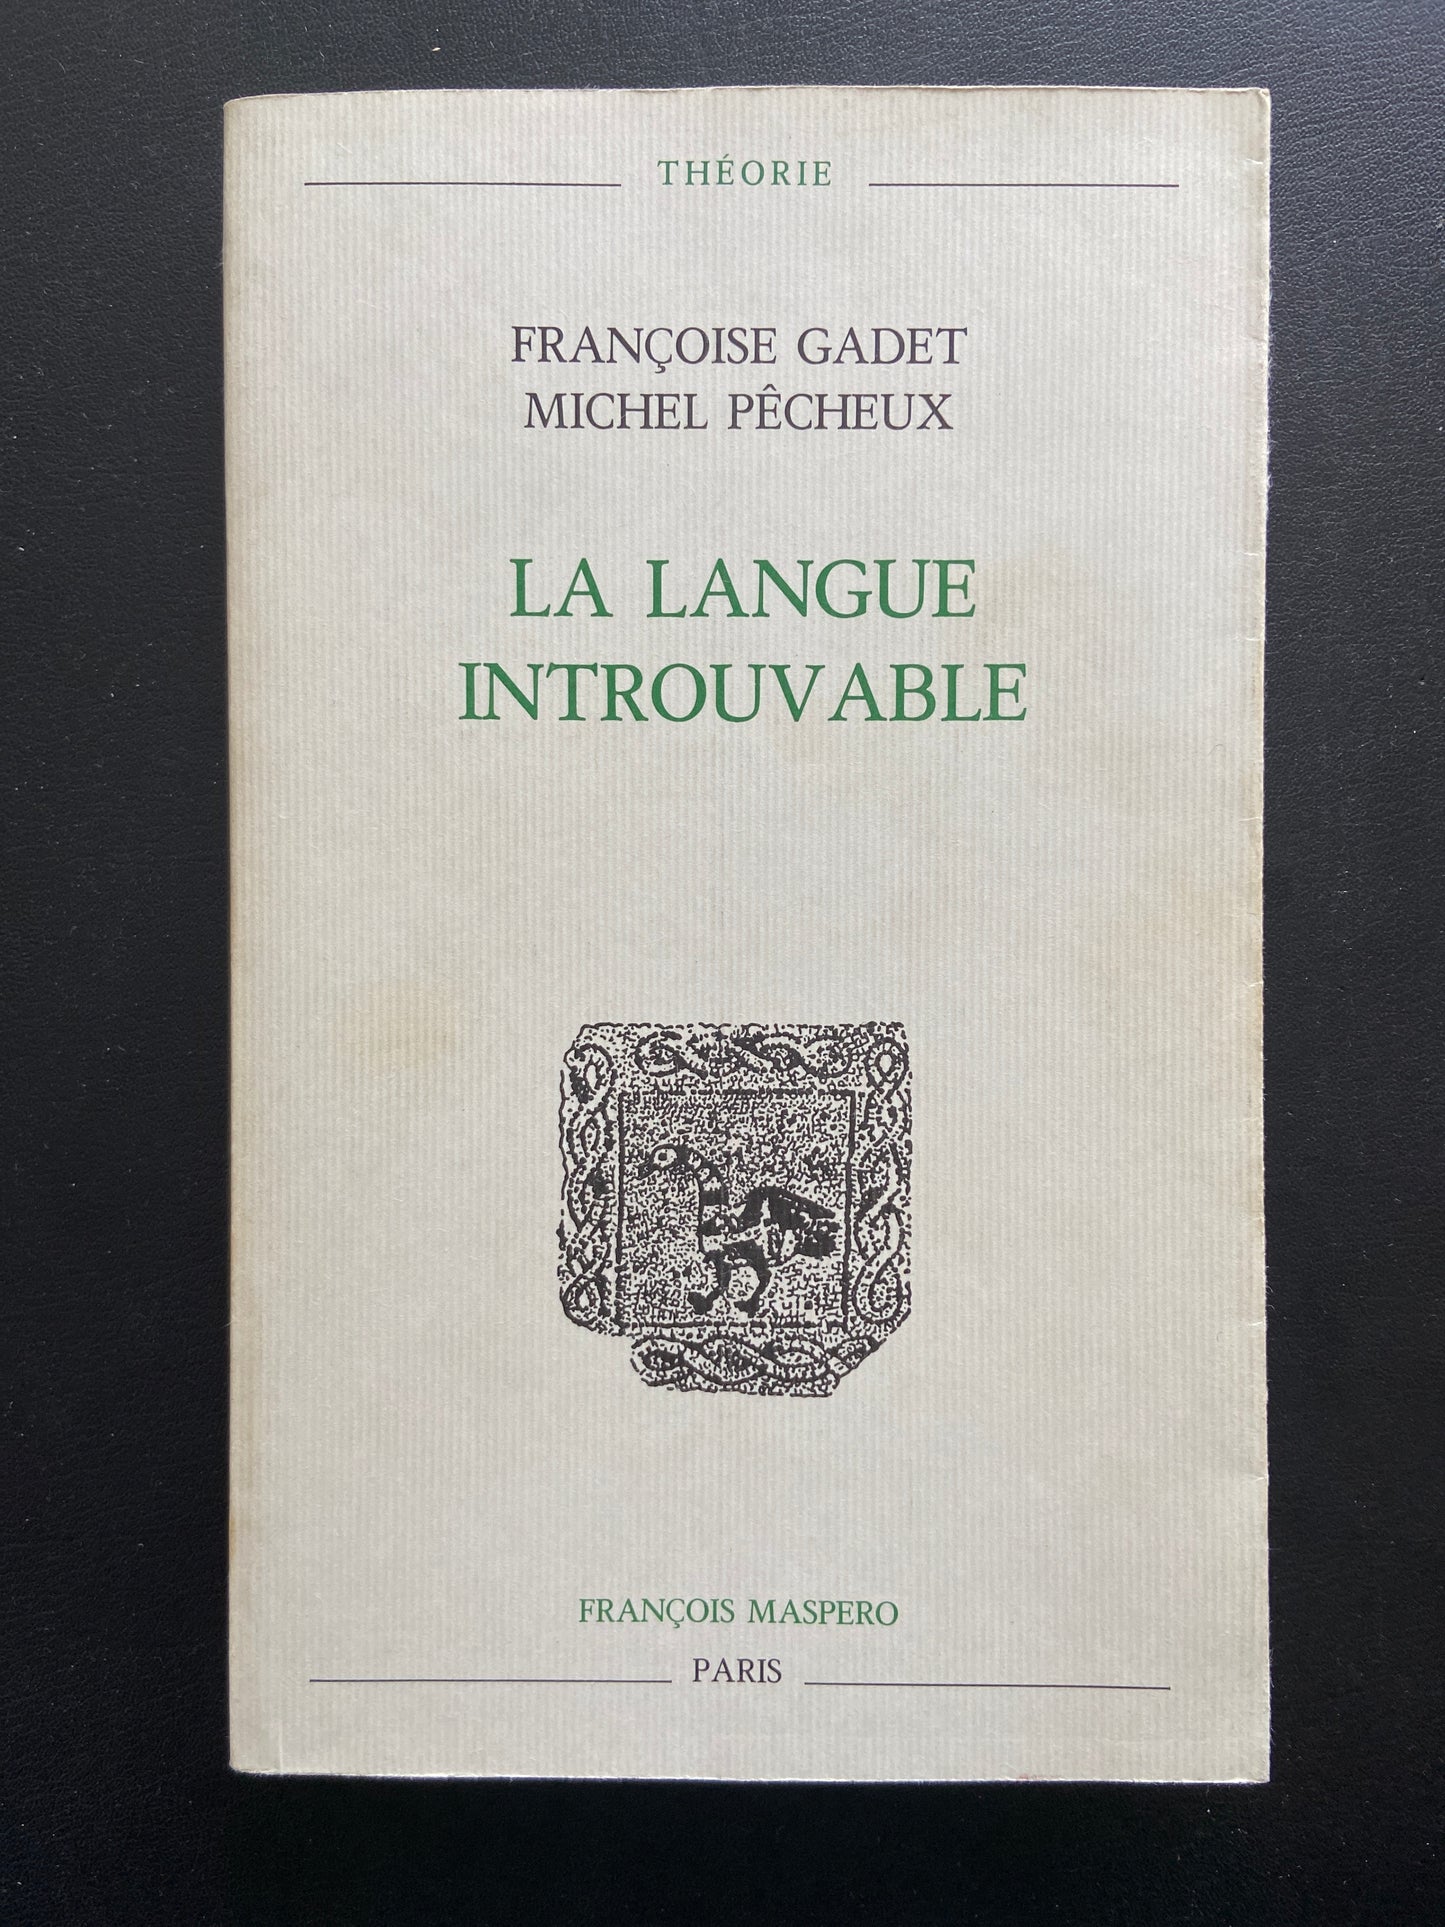 THÉORIE
FRANÇOISE GADET
MICHEL PÊCHEUX
LA LANGUE
INTROUVABLE
FRANÇOIS MASPERO
PARIS